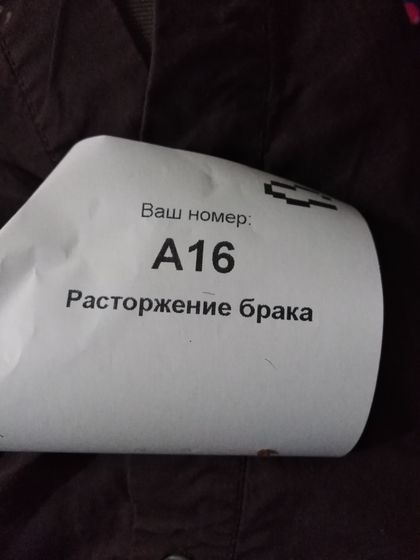 Ваш номер:
А16
Расторжение брака